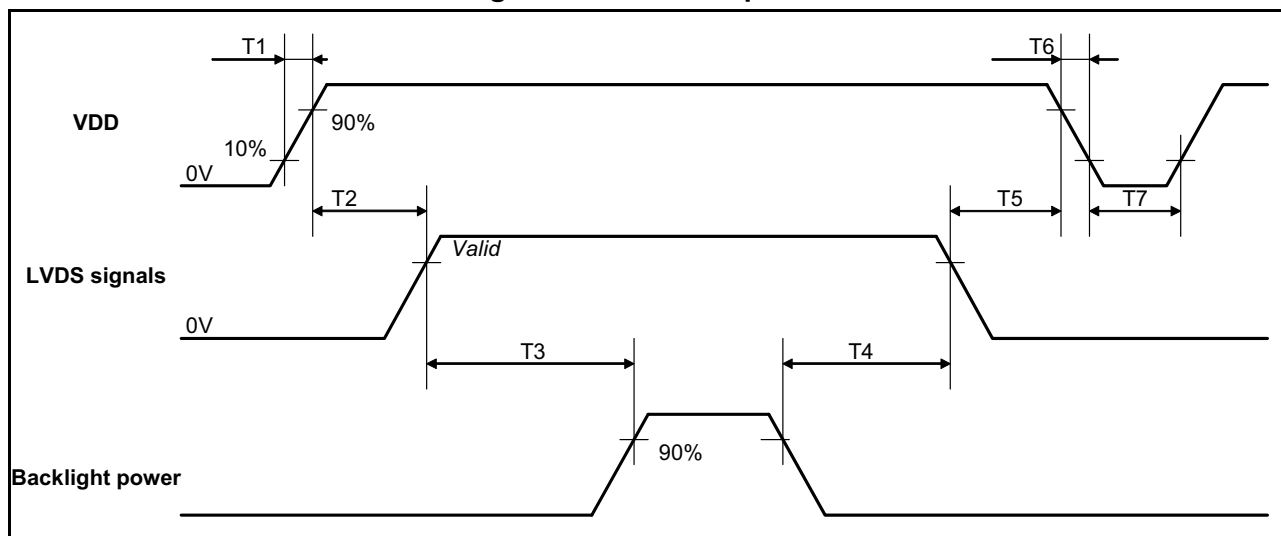 T1
T6
VDD
90%
10%
0V
T2
T5
T7
Valid
LVDS signals
0V
T3
T4
90%
Backlight power